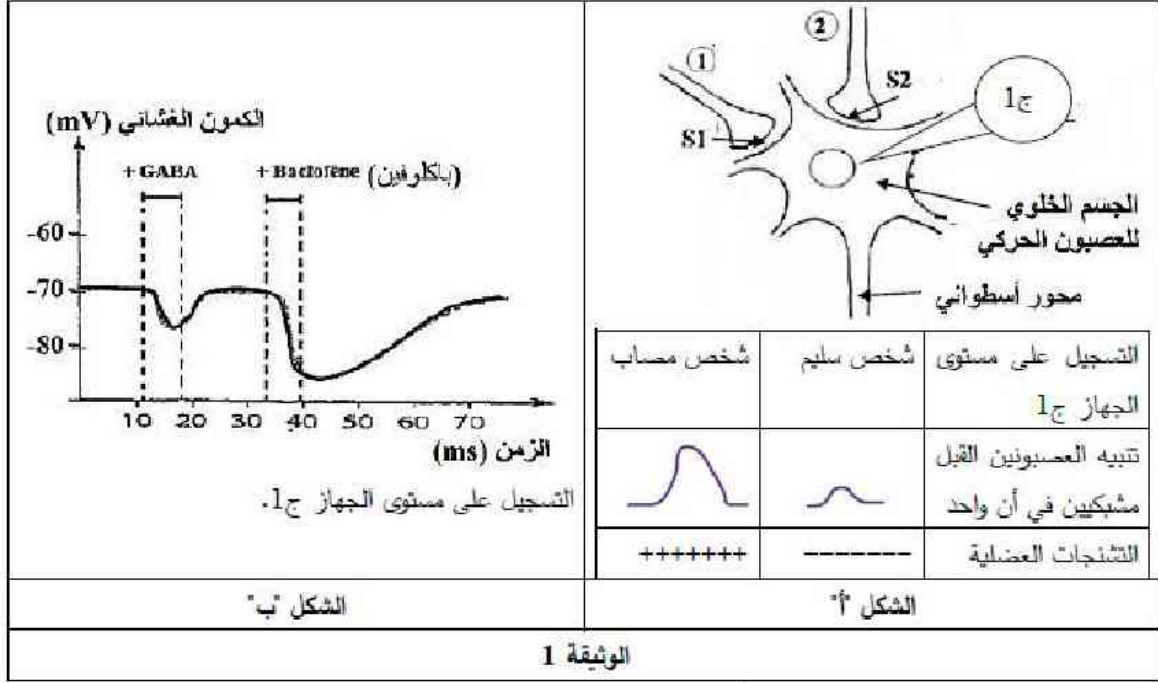 ②
①
S2
ج1
S1
الجسم الخلوي
للعصبون الحركي
محور أسطواني
التسجيل على مستوى الجهاز ج1
شخص سليم
شخص مصاب
تنبيه العصبونين القبل مشبكيين في أن واحد
التشنجات العضلية
-------
+++++++
الشكل "أ"
الكمون الغشائي (mV)
+ GABA
+ Baclofène (باكلوفين)
-60
-70
-80
10 20 30 40 50 60 70
الزمن (ms)
التسجيل على مستوى الجهاز ج1.
الشكل "ب"
الوثيقة 1